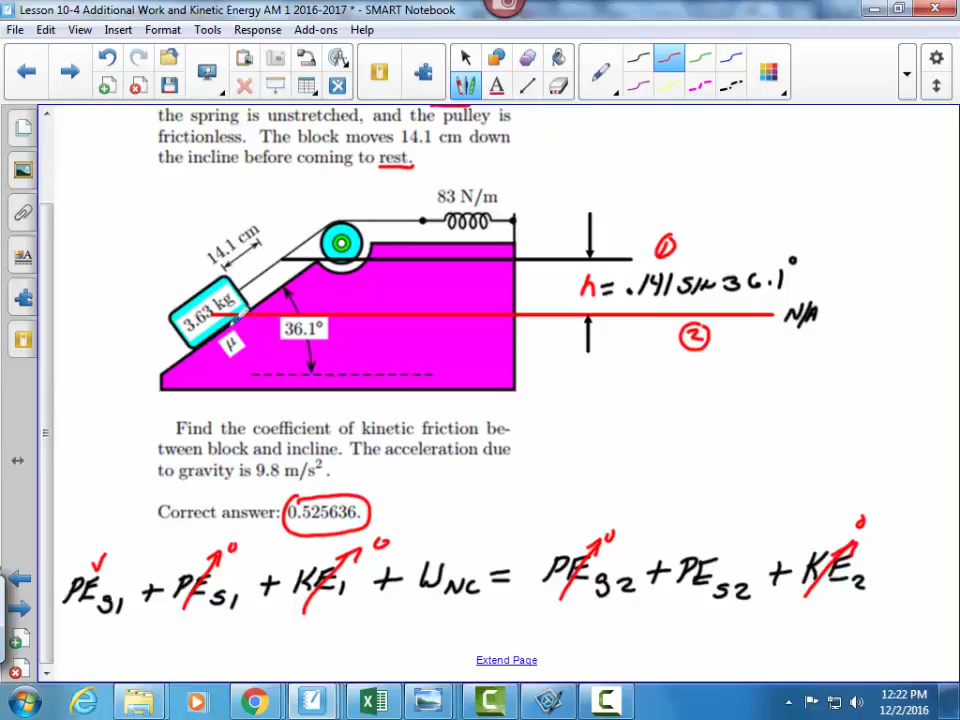 Lesson 10-4 Additional Work and Kinetic Energy AM 1 2016-2017 * - SMART Notebook
File Edit View Insert Format Tools Response Add-ons Help
the spring is unstretched, and the pulley is
frictionless. The block moves 14.1 cm down
the incline before coming to rest.
83 N/m
14.1 cm
①
h = .141 sin 36.1°
3.63 kg
N/A
36.1°
②
μ
Find the coefficient of kinetic friction be-
tween block and incline. The acceleration due
to gravity is 9.8 m/s².
Correct answer: 0.525636.
0 0 0 0
PEg1 + PEs1 + KE1 + WNC = PEg2 + PEs2 + KE2
Extend Page
12:22 PM
12/2/2016